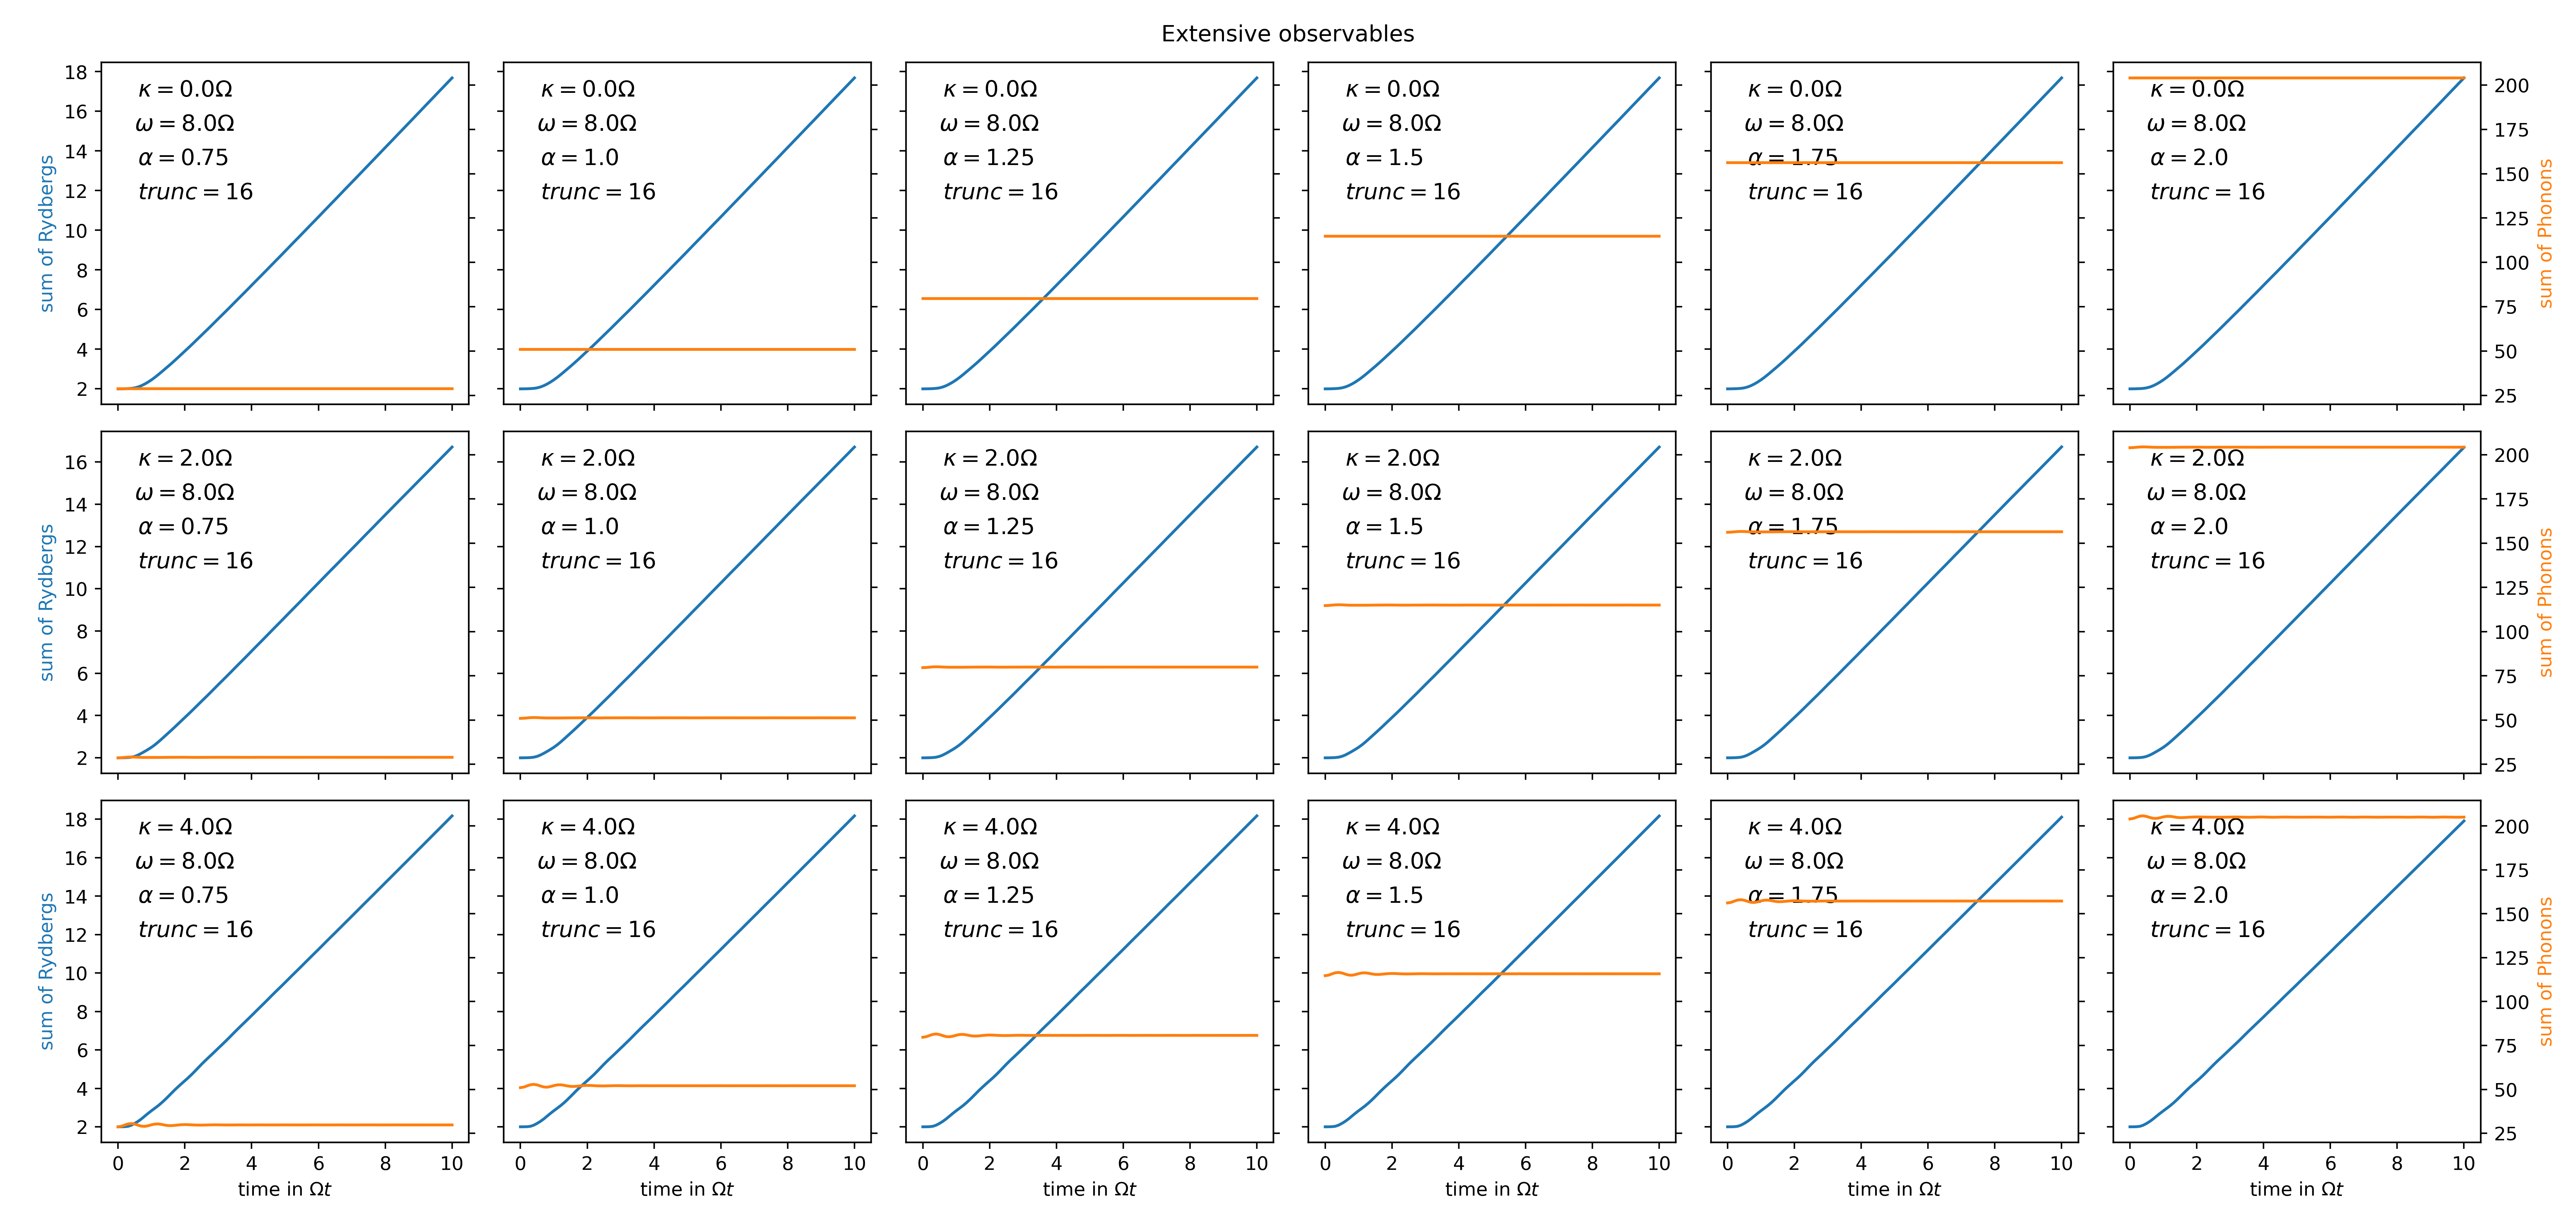 Extensive observables
sum of Rydbergs
18
16
14
12
10
8
6
4
2
κ = 0.0Ω
ω = 8.0Ω
α = 0.75
trunc = 16
κ = 0.0Ω
ω = 8.0Ω
α = 1.0
trunc = 16
κ = 0.0Ω
ω = 8.0Ω
α = 1.25
trunc = 16
κ = 0.0Ω
ω = 8.0Ω
α = 1.5
trunc = 16
κ = 0.0Ω
ω = 8.0Ω
α = 1.75
trunc = 16
κ = 0.0Ω
ω = 8.0Ω
α = 2.0
trunc = 16
200
175
150
125
100
75
50
25
sum of Phonons
sum of Rydbergs
16
14
12
10
8
6
4
2
κ = 2.0Ω
ω = 8.0Ω
α = 0.75
trunc = 16
κ = 2.0Ω
ω = 8.0Ω
α = 1.0
trunc = 16
κ = 2.0Ω
ω = 8.0Ω
α = 1.25
trunc = 16
κ = 2.0Ω
ω = 8.0Ω
α = 1.5
trunc = 16
κ = 2.0Ω
ω = 8.0Ω
α = 1.75
trunc = 16
κ = 2.0Ω
ω = 8.0Ω
α = 2.0
trunc = 16
200
175
150
125
100
75
50
25
sum of Phonons
sum of Rydbergs
18
16
14
12
10
8
6
4
2
κ = 4.0Ω
ω = 8.0Ω
α = 0.75
trunc = 16
κ = 4.0Ω
ω = 8.0Ω
α = 1.0
trunc = 16
κ = 4.0Ω
ω = 8.0Ω
α = 1.25
trunc = 16
κ = 4.0Ω
ω = 8.0Ω
α = 1.5
trunc = 16
κ = 4.0Ω
ω = 8.0Ω
α = 1.75
trunc = 16
κ = 4.0Ω
ω = 8.0Ω
α = 2.0
trunc = 16
200
175
150
125
100
75
50
25
sum of Phonons
0 2 4 6 8 10
time in Ωt
0 2 4 6 8 10
time in Ωt
0 2 4 6 8 10
time in Ωt
0 2 4 6 8 10
time in Ωt
0 2 4 6 8 10
time in Ωt
0 2 4 6 8 10
time in Ωt